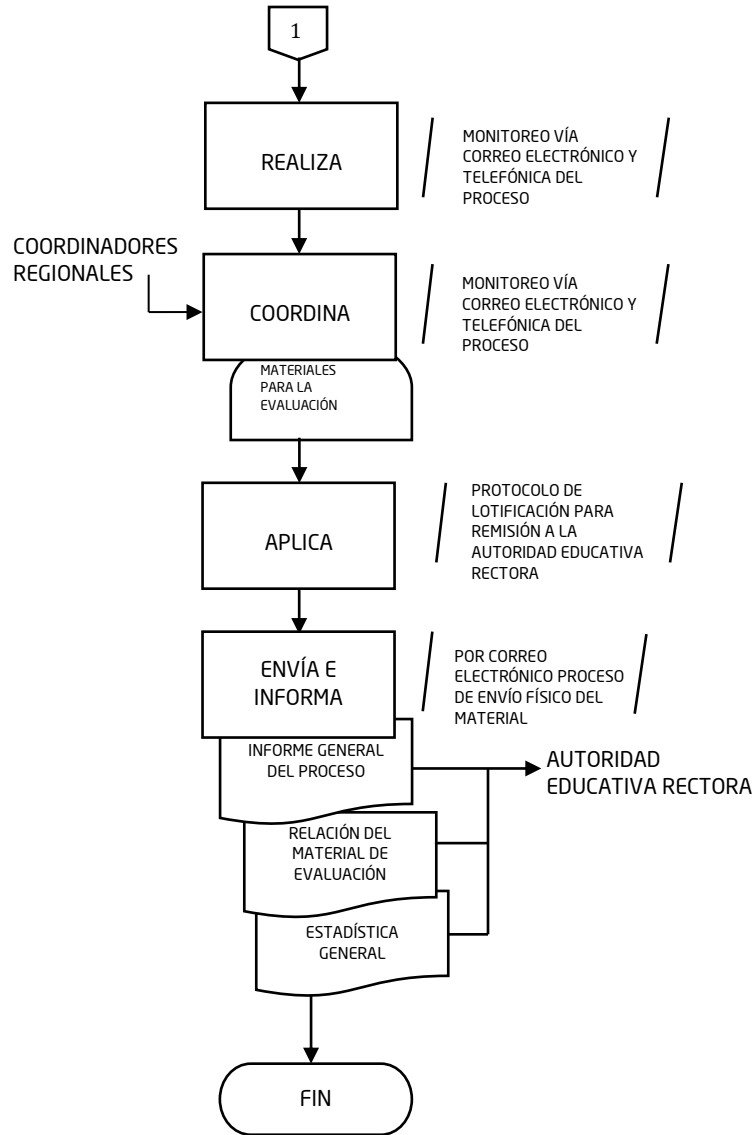 1
REALIZA
MONITOREO VÍA
CORREO ELECTRÓNICO Y
TELEFÓNICA DEL
PROCESO
COORDINADORES
REGIONALES
COORDINA
MONITOREO VÍA
CORREO ELECTRÓNICO Y
TELEFÓNICA DEL
PROCESO
MATERIALES
PARA LA
EVALUACIÓN
APLICA
PROTOCOLO DE
LOTIFICACIÓN PARA
REMISIÓN A LA
AUTORIDAD EDUCATIVA
RECTORA
ENVÍA E
INFORMA
POR CORREO
ELECTRÓNICO PROCESO
DE ENVÍO FÍSICO DEL
MATERIAL
INFORME GENERAL
DEL PROCESO
AUTORIDAD
EDUCATIVA RECTORA
RELACIÓN DEL
MATERIAL DE
EVALUACIÓN
ESTADÍSTICA
GENERAL
FIN